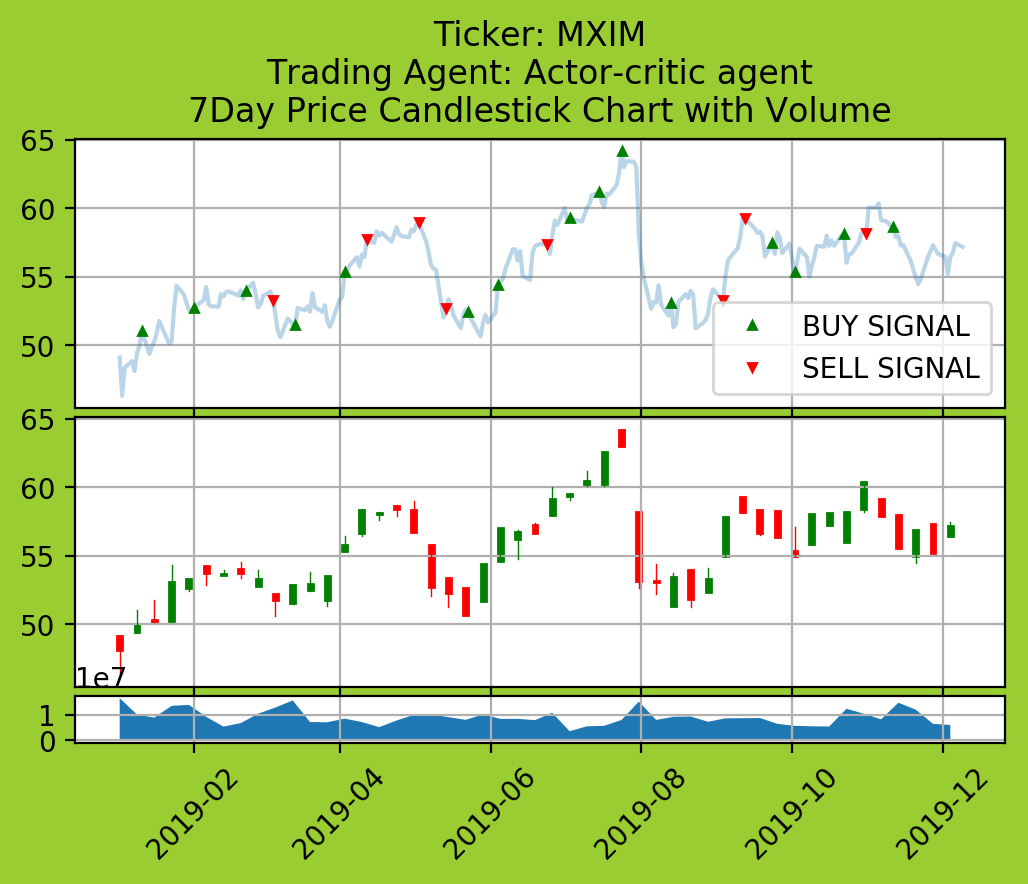 Ticker: MXIM
Trading Agent: Actor-critic agent
7Day Price Candlestick Chart with Volume
65
60
55
50
BUY SIGNAL
SELL SIGNAL
65
60
55
50
1e7
1
0
2019-02
2019-04
2019-06
2019-08
2019-10
2019-12